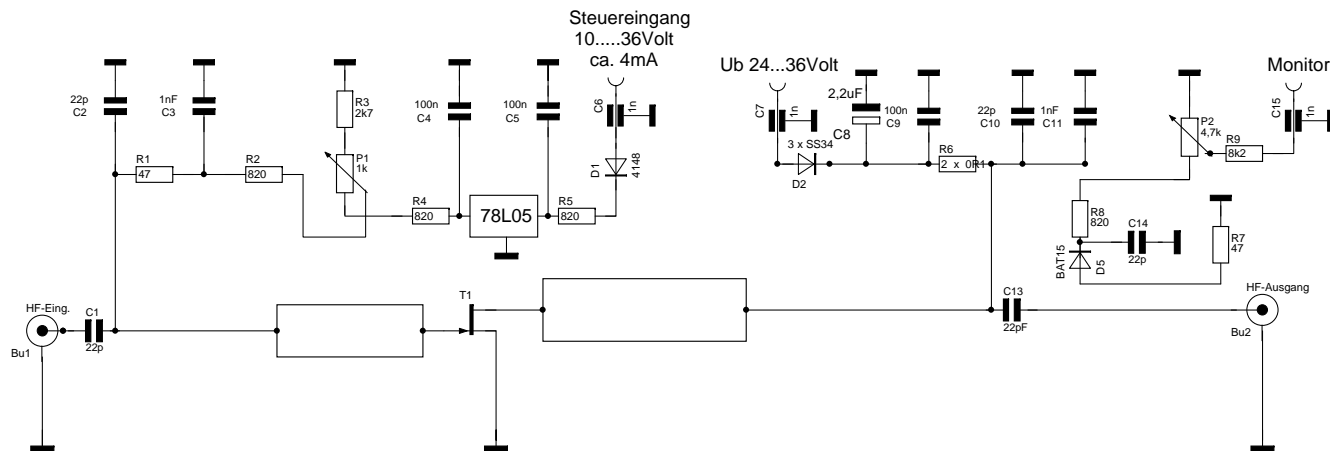 Steuereingang
10.....36Volt
ca. 4mA
Ub 24...36Volt
Monitor
22p
C2
1nF
C3
R3
2k7
100n
C4
100n
C5
C6
1n
C7
1n
2,2uF
C8
100n
C9
22p
C10
1nF
C11
P2
4,7k
C15
1n
R9
8k2
R1
47
R2
820
P1
1k
D1
4148
3 x SS34
D2
R6
2 x 0R1
R4
820
78L05
R5
820
R8
820
C14
22p
R7
47
BAT15
D5
HF-Eing.
Bu1
C1
22p
T1
C13
22pF
HF-Ausgang
Bu2